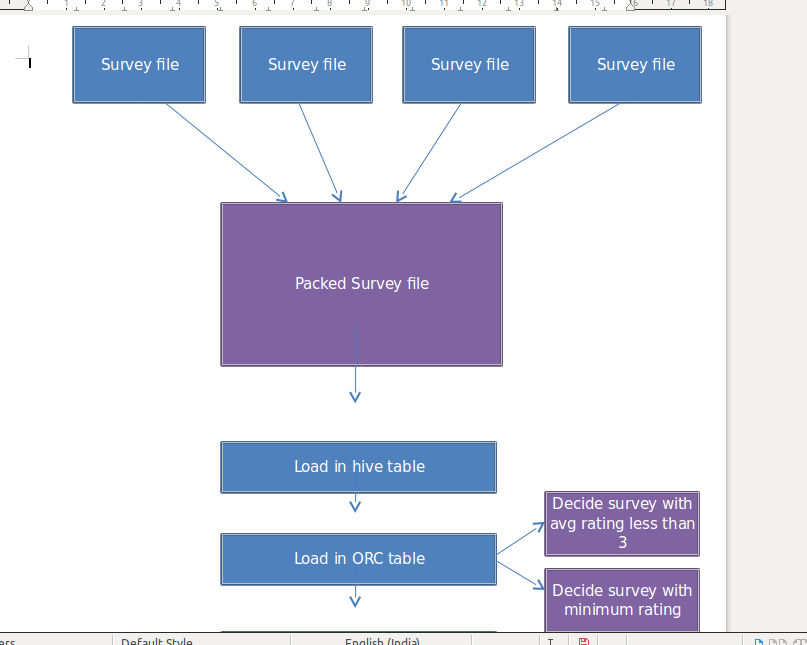 1 2 3 4 5 6 7 8 9 10 11 12 13 14 15 16 17 18
Survey file
Survey file
Survey file
Survey file
Packed Survey file
Load in hive table
Decide survey with
avg rating less than
3
Load in ORC table
Decide survey with
minimum rating
Default Style
English (India)